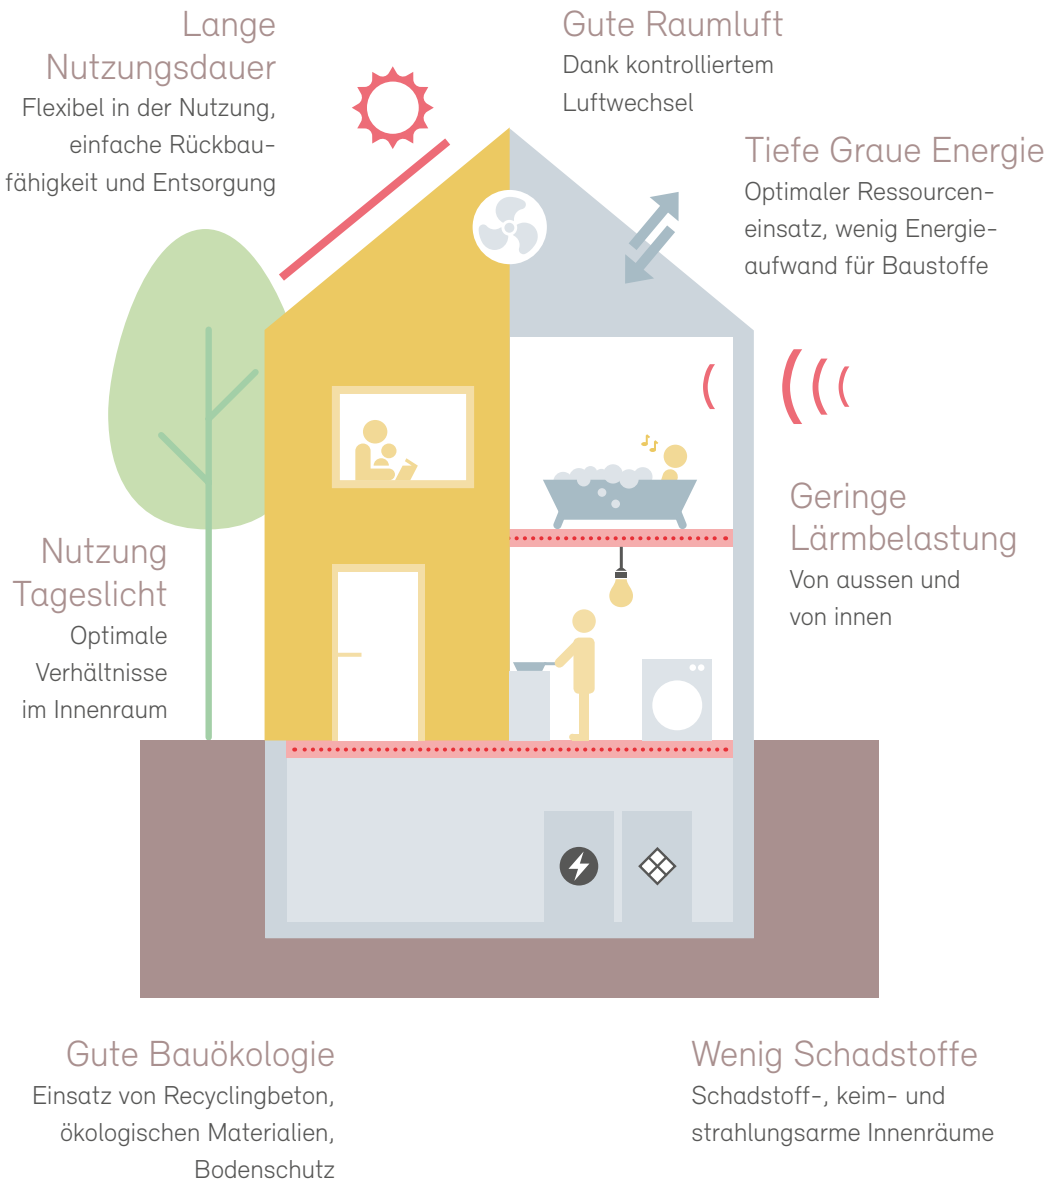 Lange
Nutzungsdauer
Flexibel in der Nutzung,
einfache Rückbau-
fähigkeit und Entsorgung
Gute Raumluft
Dank kontrolliertem
Luftwechsel
Tiefe Graue Energie
Optimaler Ressourcen-
einsatz, wenig Energie-
aufwand für Baustoffe
Geringe
Lärmbelastung
Von aussen und
von innen
Nutzung
Tageslicht
Optimale
Verhältnisse
im Innenraum
Gute Bauökologie
Einsatz von Recyclingbeton,
ökologischen Materialien,
Bodenschutz
Wenig Schadstoffe
Schadstoff-, keim- und
strahlungsarme Innenräume